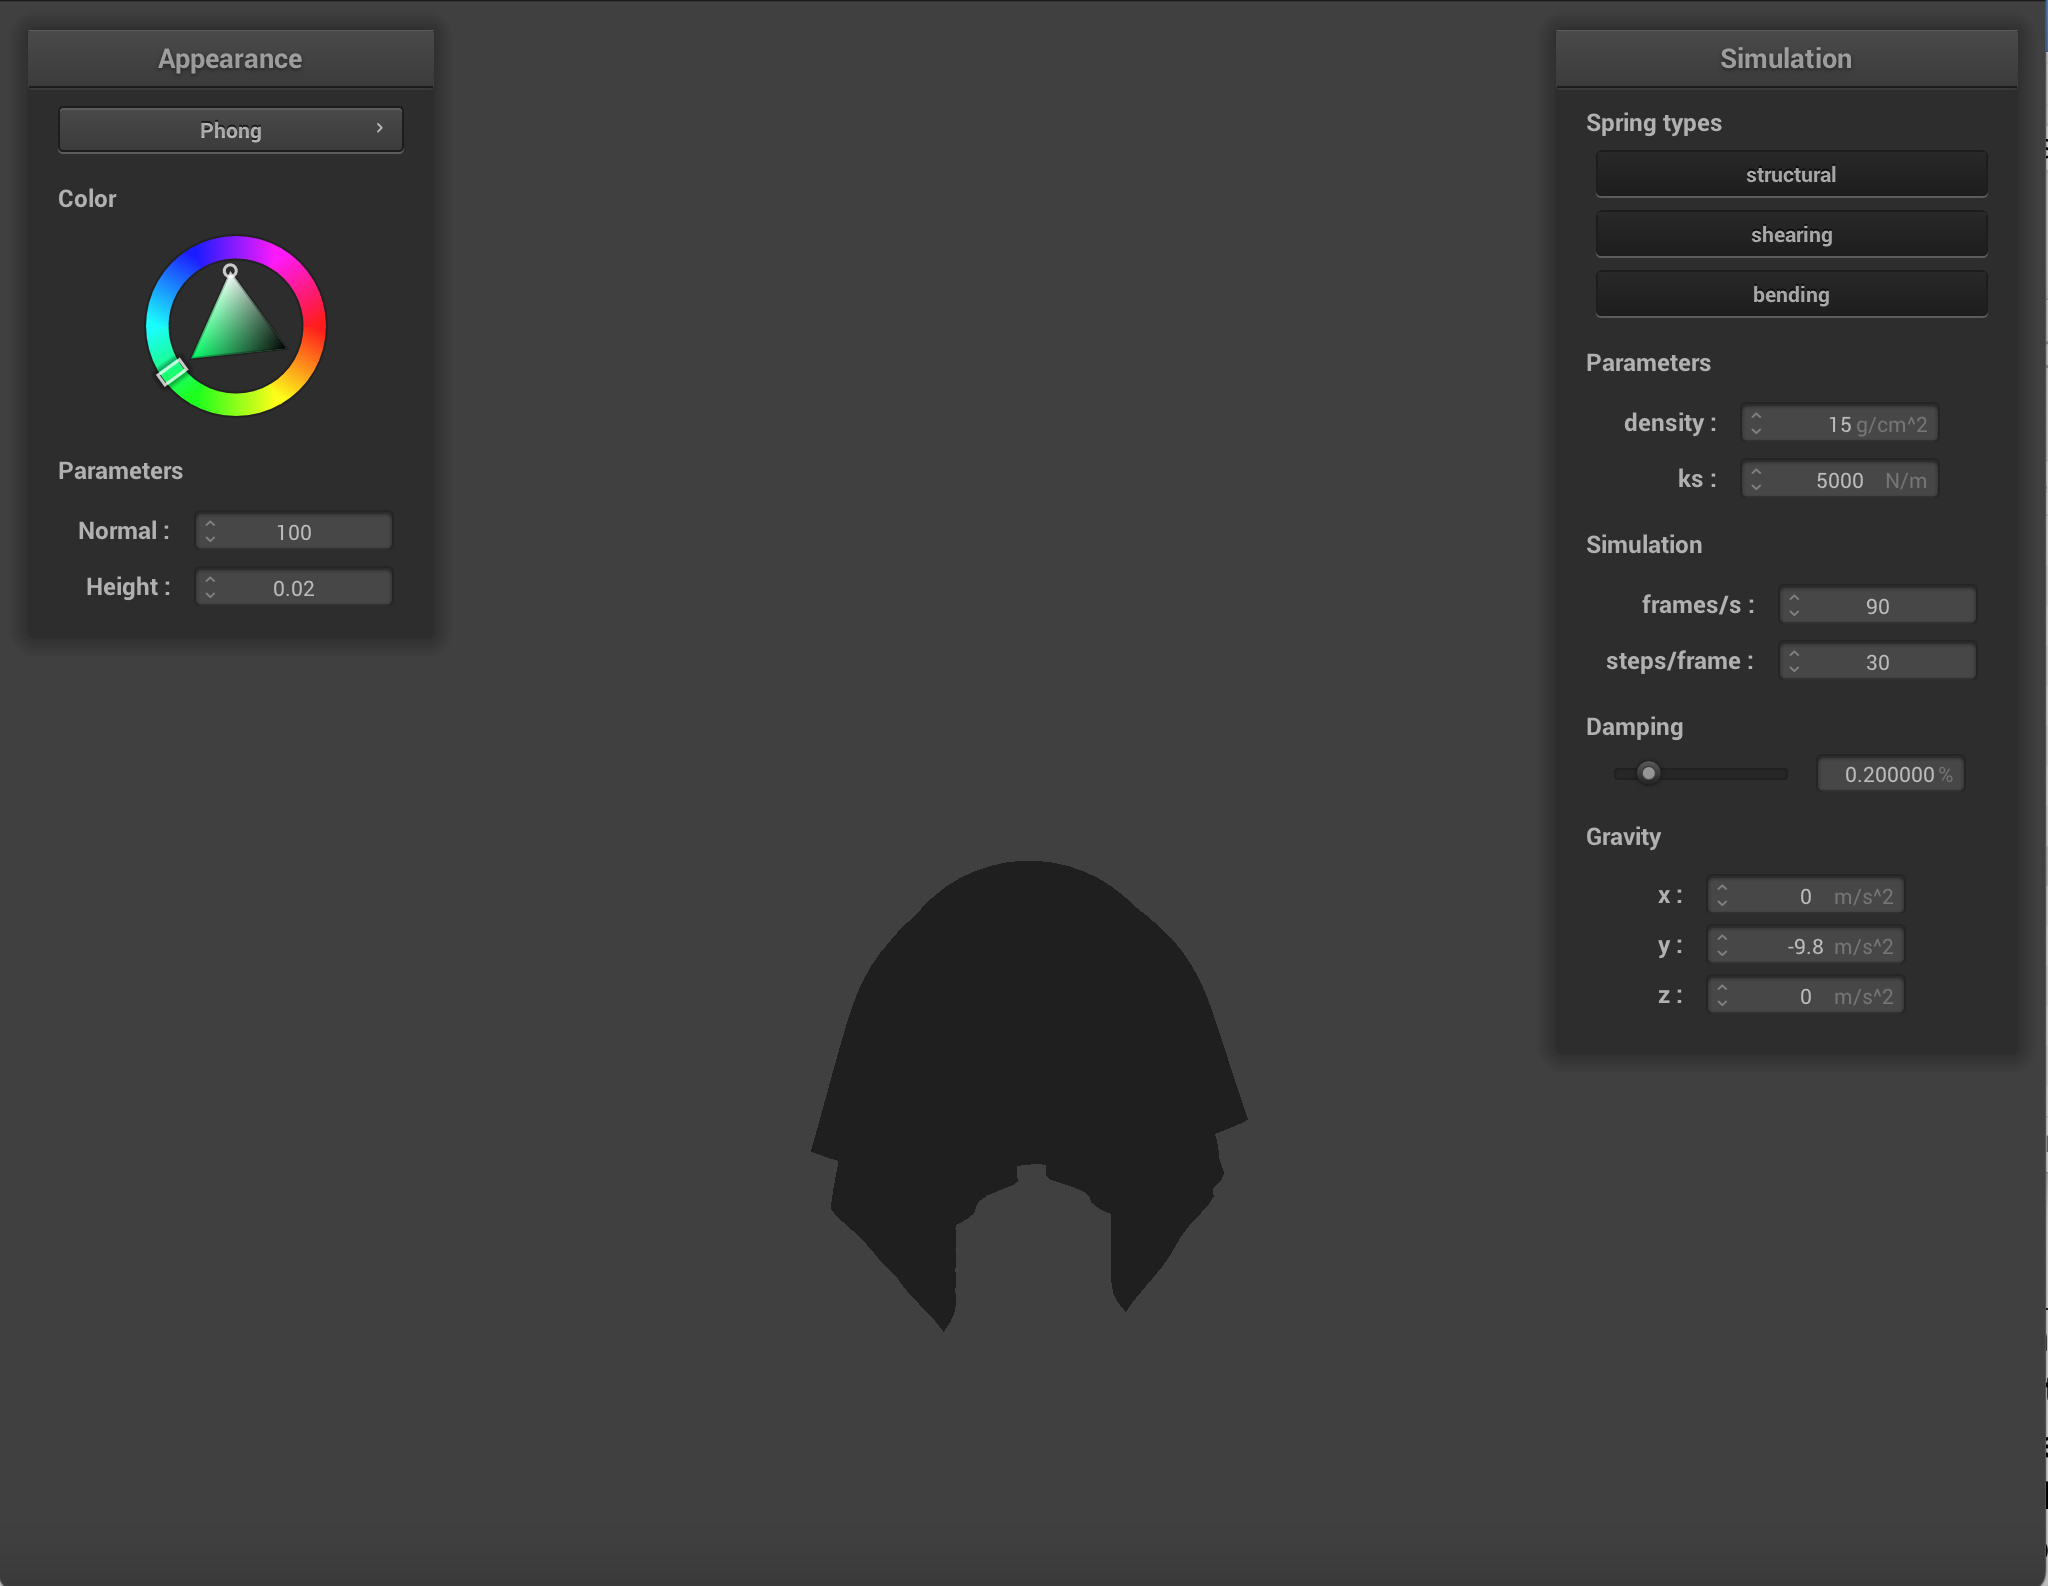 Appearance
Phong
Color
Parameters
Normal : 100
Height : 0.02
Simulation
Spring types
structural
shearing
bending
Parameters
density : 15 g/cm^2
ks : 5000 N/m
Simulation
frames/s : 90
steps/frame : 30
Damping
0.200000 %
Gravity
x : 0 m/s^2
y : -9.8 m/s^2
z : 0 m/s^2